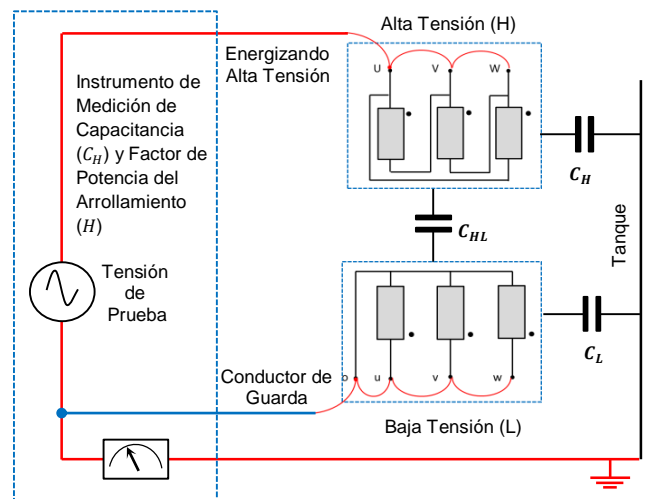 Alta Tensión (H)
Energizando
Alta Tensión
U
V
W
Instrumento de
Medición de
Capacitancia
(C_H) y Factor de
Potencia del
Arrollamiento
(H)
C_H
C_HL
Tanque
Tensión
de
Prueba
C_L
Conductor de
Guarda
o
u
v
w
Baja Tensión (L)